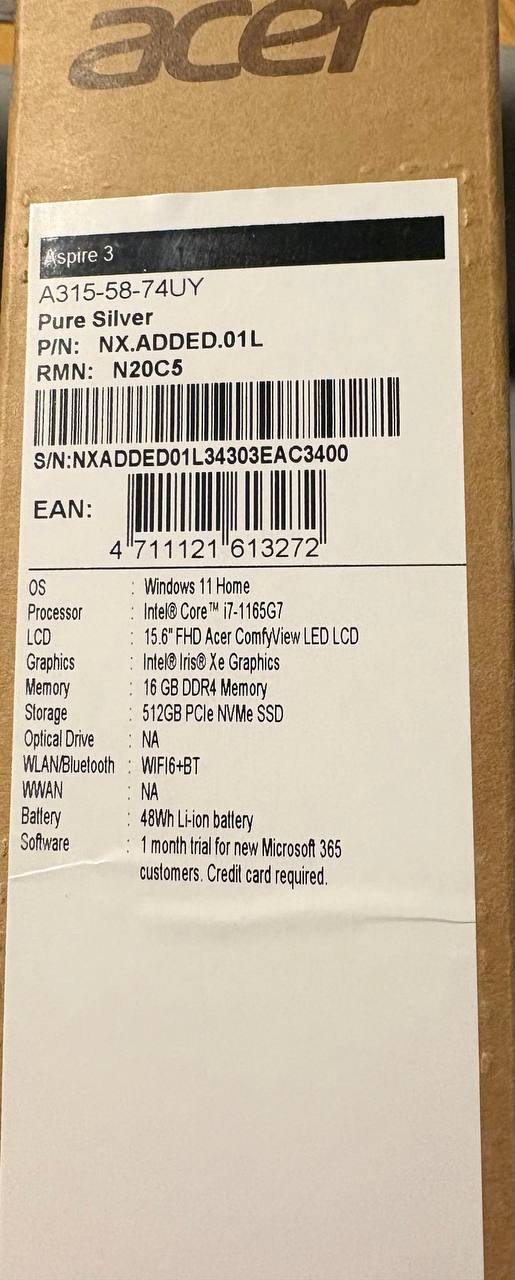 acer
Aspire 3
A315-58-74UY
Pure Silver
P/N: NX.ADDED.01L
RMN: N20C5
S/N:NXADDED01L34303EAC3400
EAN:
4 711121 613272
OS : Windows 11 Home
Processor : Intel® Core™ i7-1165G7
LCD : 15.6" FHD Acer ComfyView LED LCD
Graphics : Intel® Iris® Xe Graphics
Memory : 16 GB DDR4 Memory
Storage : 512GB PCIe NVMe SSD
Optical Drive : NA
WLAN/Bluetooth : WIFI6+BT
WWAN : NA
Battery : 48Wh Li-ion battery
Software : 1 month trial for new Microsoft 365
customers. Credit card required.